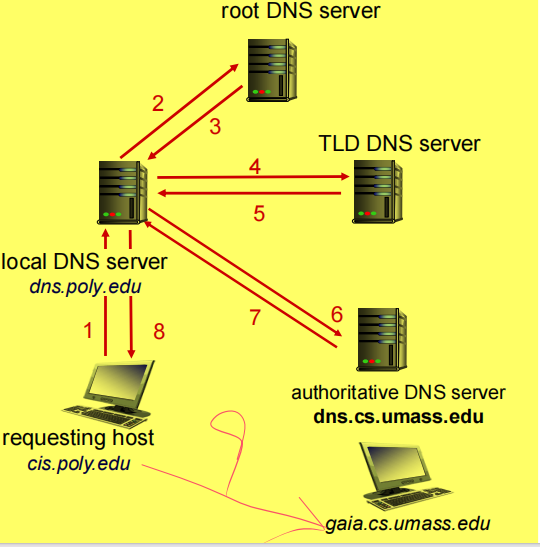 root DNS server
2
3
TLD DNS server
4
5
local DNS server
dns.poly.edu
6
7
1
8
authoritative DNS server
dns.cs.umass.edu
requesting host
cis.poly.edu
gaia.cs.umass.edu